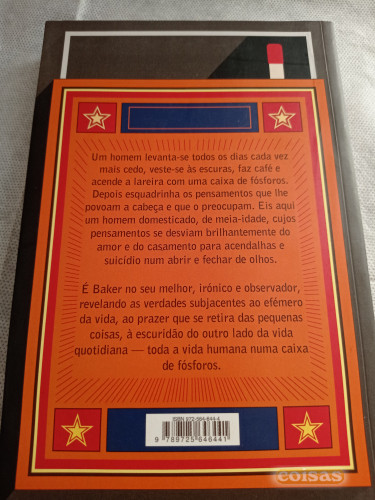 Um homem levanta-se todos os dias cada vez
mais cedo, veste-se às escuras, faz café e
acende a lareira com uma caixa de fósforos.
Depois esquadrinha os pensamentos que lhe
povoam a cabeça e que o preocupam. Eis aqui
um homem domesticado, de meia-idade, cujos
pensamentos se desviam brilhantemente do
amor e do casamento para acendalhas e
suicídio num abrir e fechar de olhos.
É Baker no seu melhor, irónico e observador,
revelando as verdades subjacentes ao efémero
da vida, ao prazer que se retira das pequenas
coisas, à escuridão do outro lado da vida
quotidiana — toda a vida humana numa caixa
de fósforos.
ISBN 972-564-644-4
9 789725 646441
coisas